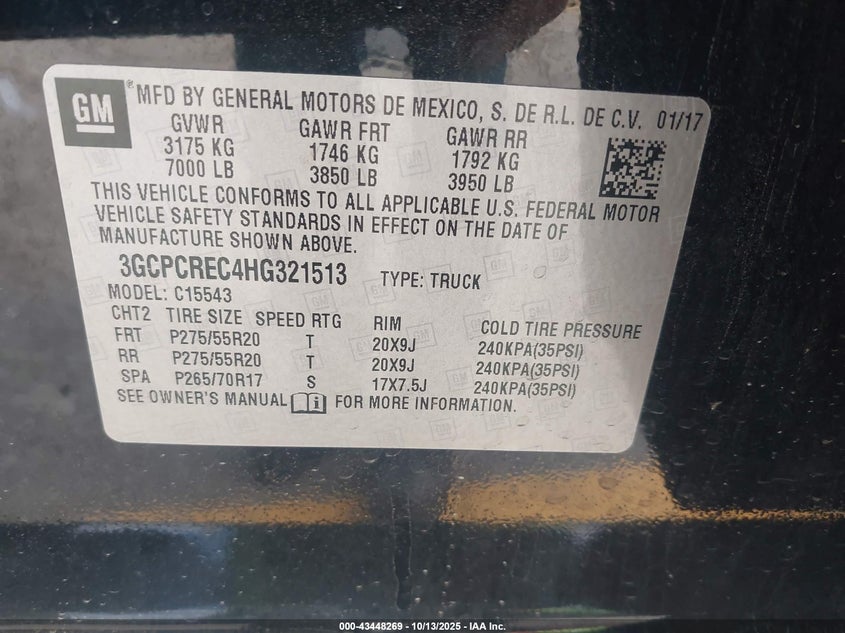 GM ® MFD BY GENERAL MOTORS DE MEXICO, S. DE R.L. DE C.V. 01/17
GVWR GAWR FRT GAWR RR
3175 KG 1746 KG 1792 KG
7000 LB 3850 LB 3950 LB
THIS VEHICLE CONFORMS TO ALL APPLICABLE U.S. FEDERAL MOTOR
VEHICLE SAFETY STANDARDS IN EFFECT ON THE DATE OF
MANUFACTURE SHOWN ABOVE.
3GCPCREC4HG321513 TYPE: TRUCK
MODEL: C15543
CHT2 TIRE SIZE SPEED RTG RIM COLD TIRE PRESSURE
FRT P275/55R20 T 20X9J 240KPA(35PSI)
RR P275/55R20 T 20X9J 240KPA(35PSI)
SPA P265/70R17 S 17X7.5J 240KPA(35PSI)
SEE OWNER'S MANUAL FOR MORE INFORMATION.
000-43448269 - 10/13/2025 - IAA Inc.